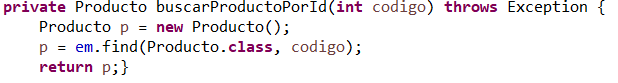 private Producto buscarProductoPorId(int codigo) throws Exception {
    Producto p = new Producto();
    p = em.find(Producto.class, codigo);
    return p;}